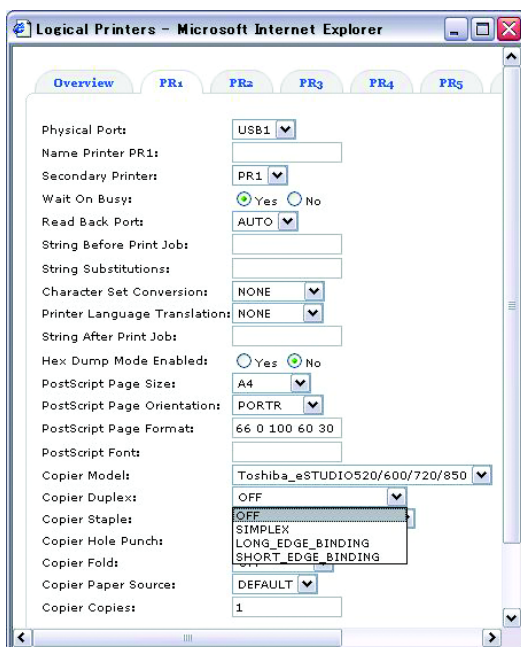 Logical Printers - Microsoft Internet Explorer
Overview PR1 PR2 PR3 PR4 PR5
Physical Port: USB1
Name Printer PR1:
Secondary Printer: PR1
Wait On Busy: Yes No
Read Back Port: AUTO
String Before Print Job:
String Substitutions:
Character Set Conversion: NONE
Printer Language Translation: NONE
String After Print Job:
Hex Dump Mode Enabled: Yes No
PostScript Page Size: A4
PostScript Page Orientation: PORTR
PostScript Page Format: 66 0 100 60 30
PostScript Font:
Copier Model: Toshiba_eSTUDIO520/600/720/850
Copier Duplex: OFF
Copier Staple: OFF
SIMPLEX
Copier Hole Punch: LONG_EDGE_BINDING
SHORT_EDGE_BINDING
Copier Fold:
Copier Paper Source: DEFAULT
Copier Copies: 1